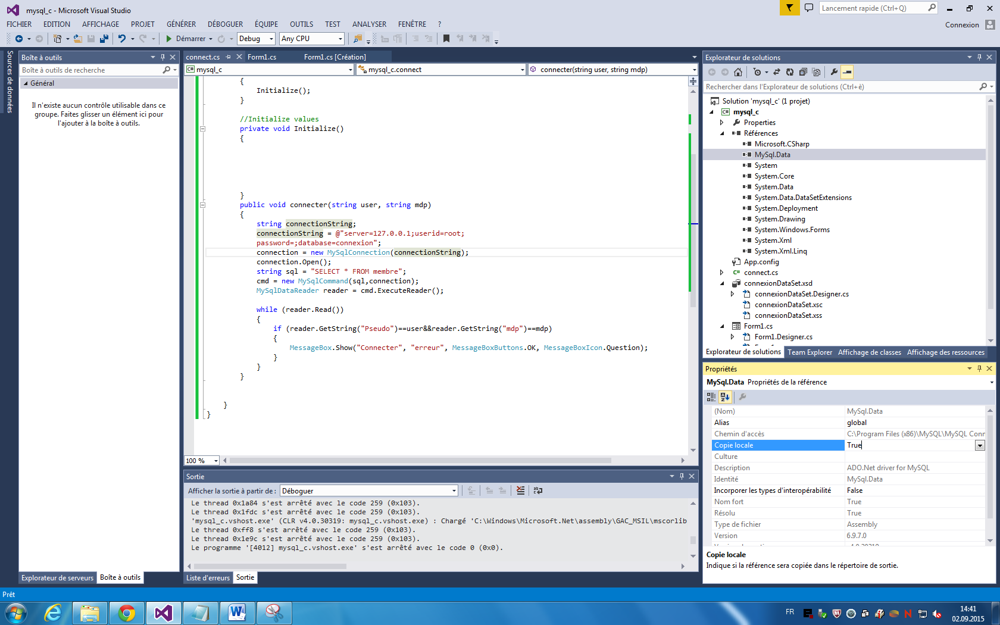 mysql_c - Microsoft Visual Studio
Lancement rapide (Ctrl+Q)
FICHIER EDITION AFFICHAGE PROJET GÉNÉRER DÉBOGUER ÉQUIPE OUTILS TEST ANALYSER FENÊTRE ?
Connexion
Démarrer Debug Any CPU
Sources de données
Boîte à outils
Boîte à outils de recherche
Général
Il n'existe aucun contrôle utilisable dans ce
groupe. Faites glisser un élément ici pour
l'ajouter à la boîte à outils.
Explorateur de serveurs Boîte à outils
connect.cs Form1.cs Form1.cs [Création]
mysql_c mysql_c.connect connecter(string user, string mdp)
{
Initialize();
}
//Initialize values
private void Initialize()
{
}
public void connecter(string user, string mdp)
{
string connectionString;
connectionString = @"server=127.0.0.1;userid=root;
password=;database=connexion";
connection = new MySqlConnection(connectionString);
connection.Open();
string sql = "SELECT * FROM membre";
cmd = new MySqlCommand(sql,connection);
MySqlDataReader reader = cmd.ExecuteReader();
while (reader.Read())
{
if (reader.GetString("Pseudo")==user&&reader.GetString("mdp")==mdp)
{
MessageBox.Show("Connecter", "erreur", MessageBoxButtons.OK, MessageBoxIcon.Question);
}
}
}
}
}
100 %
Sortie
Afficher la sortie à partir de : Déboguer
Le thread 0x1a84 s'est arrêté avec le code 259 (0x103).
Le thread 0x1fdc s'est arrêté avec le code 259 (0x103).
'mysql_c.vshost.exe' (CLR v4.0.30319: mysql_c.vshost.exe) : Chargé 'C:\Windows\Microsoft.Net\assembly\GAC_MSIL\mscorlib
Le thread 0xff8 s'est arrêté avec le code 259 (0x103).
Le thread 0x1e9c s'est arrêté avec le code 259 (0x103).
Le programme '[4012] mysql_c.vshost.exe' s'est arrêté avec le code 0 (0x0).
Liste d'erreurs Sortie
Explorateur de solutions
Rechercher dans l'Explorateur de solutions (Ctrl+è)
Solution 'mysql_c' (1 projet)
C# mysql_c
Properties
Références
Microsoft.CSharp
MySql.Data
System
System.Core
System.Data
System.Data.DataSetExtensions
System.Deployment
System.Drawing
System.Windows.Forms
System.Xml
System.Xml.Linq
App.config
C# connect.cs
connexionDataSet.xsd
connexionDataSet.Designer.cs
connexionDataSet.xsc
connexionDataSet.xss
Form1.cs
Form1.Designer.cs
Explorateur de solutions Team Explorer Affichage de classes Affichage des ressources
Propriétés
MySql.Data Propriétés de la référence
(Nom) MySql.Data
Alias global
Chemin d'accès C:\Program Files (x86)\MySQL\MySQL Conn
Copie locale True
Culture
Description ADO.Net driver for MySQL
Identité MySql.Data
Incorporer les types d'interopérabilité False
Nom fort True
Résolu True
Type de fichier Assembly
Version 6.9.7.0
Copie locale
Indique si la référence sera copiée dans le répertoire de sortie.
Prêt
FR
14:41
02.09.2015